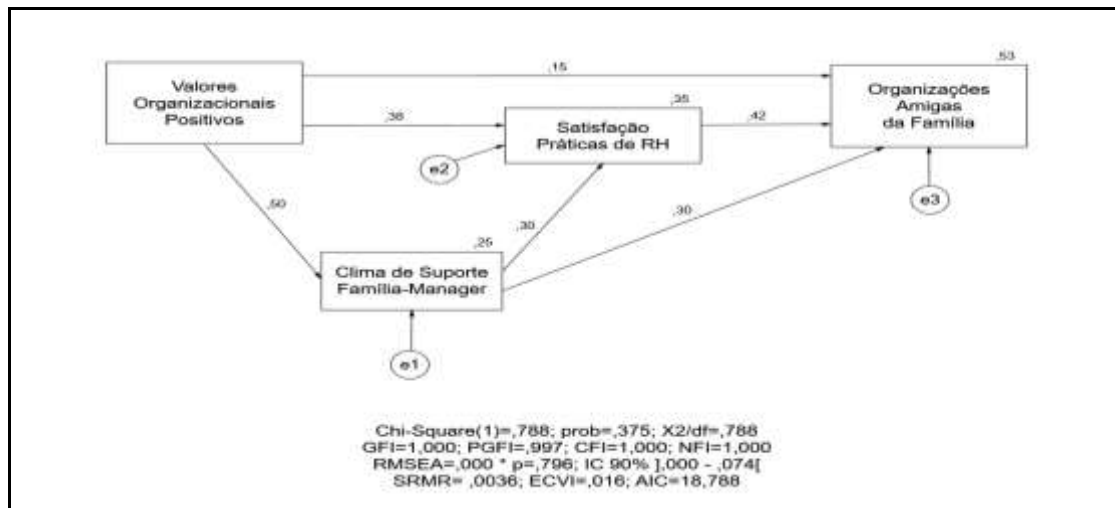 ,53
Valores
Organizacionais
Positivos
,15
Organizações
Amigas
da Família
,35
,38
Satisfação
Práticas de RH
,42
e2
e3
,50
,30
,30
,25
Clima de Suporte
Família-Manager
e1
Chi-Square(1)=,788; prob=,375; X2/df=,788
GFI=1,000; PGFI=,997; CFI=1,000; NFI=1,000
RMSEA=,000 * p=,796; IC 90% ],000 - ,074[
SRMR= ,0036; ECVI=,016; AIC=18,788